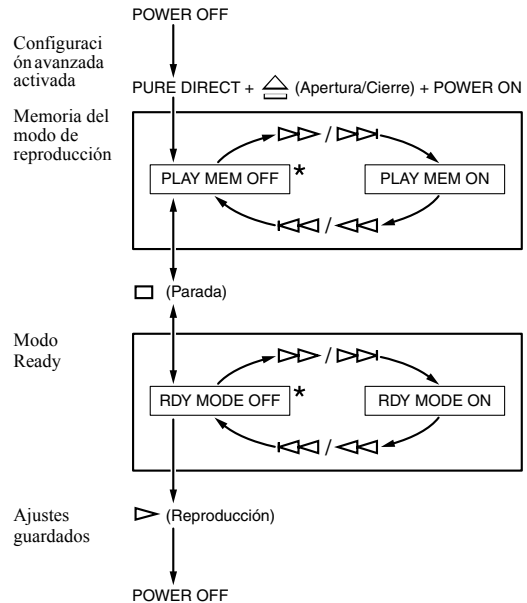 POWER OFF
Configuraci
ón avanzada
activada
PURE DIRECT + (Apertura/Cierre) + POWER ON
Memoria del
modo de
reproducción
/
PLAY MEM OFF * PLAY MEM ON
/
(Parada)
Modo
Ready
/
RDY MODE OFF * RDY MODE ON
/
Ajustes
guardados
(Reproducción)
POWER OFF